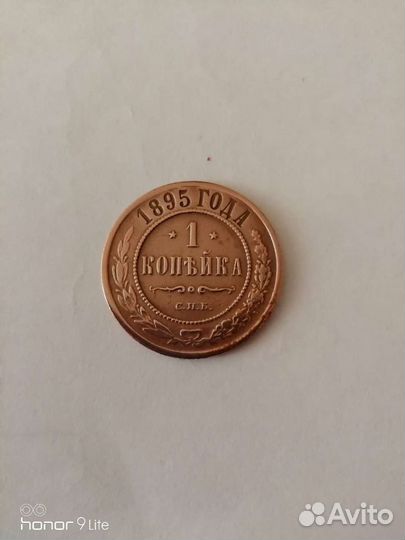 1895 ГОДА
* 1 *
КОПѢЙКА
С.П.Б.
honor 9 Lite
Avito